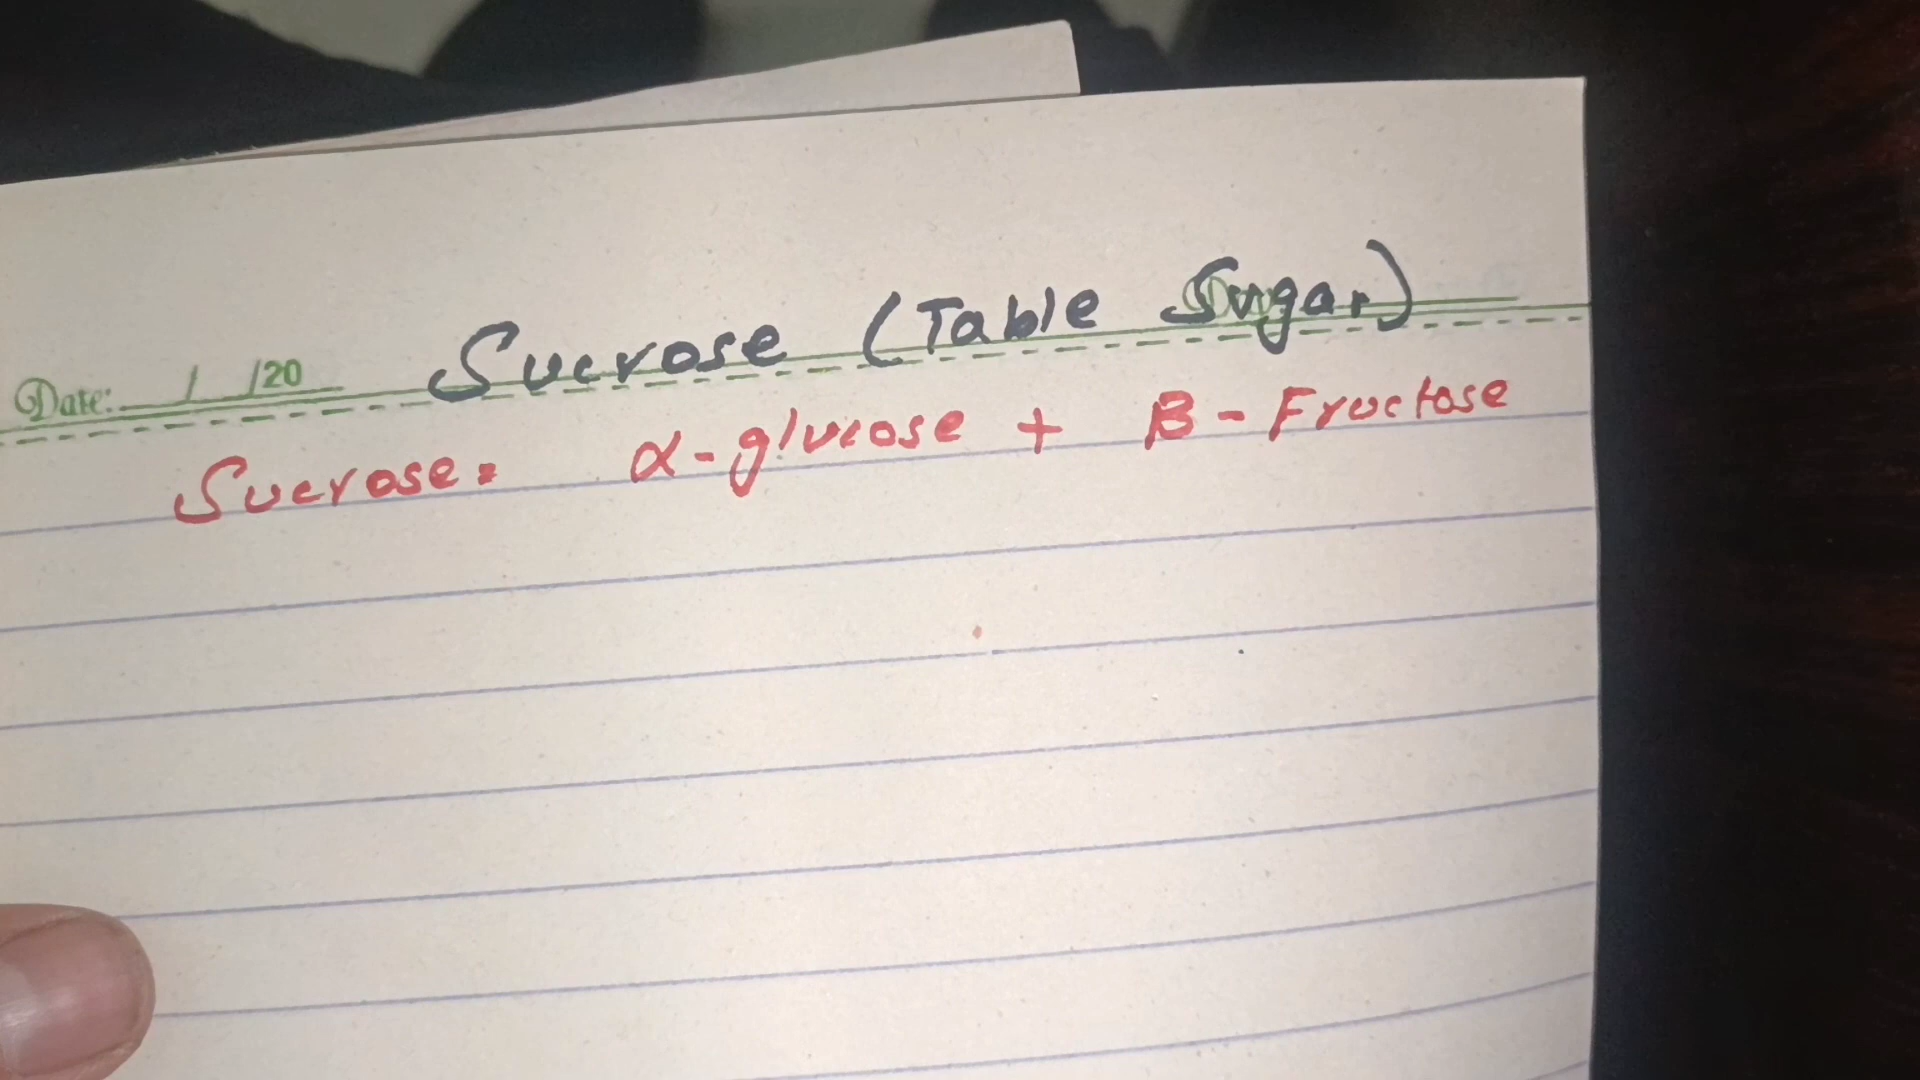 Sucrose (Table Sugar)
Date: / /20
Sucrose= α-glucose + β-Fructose